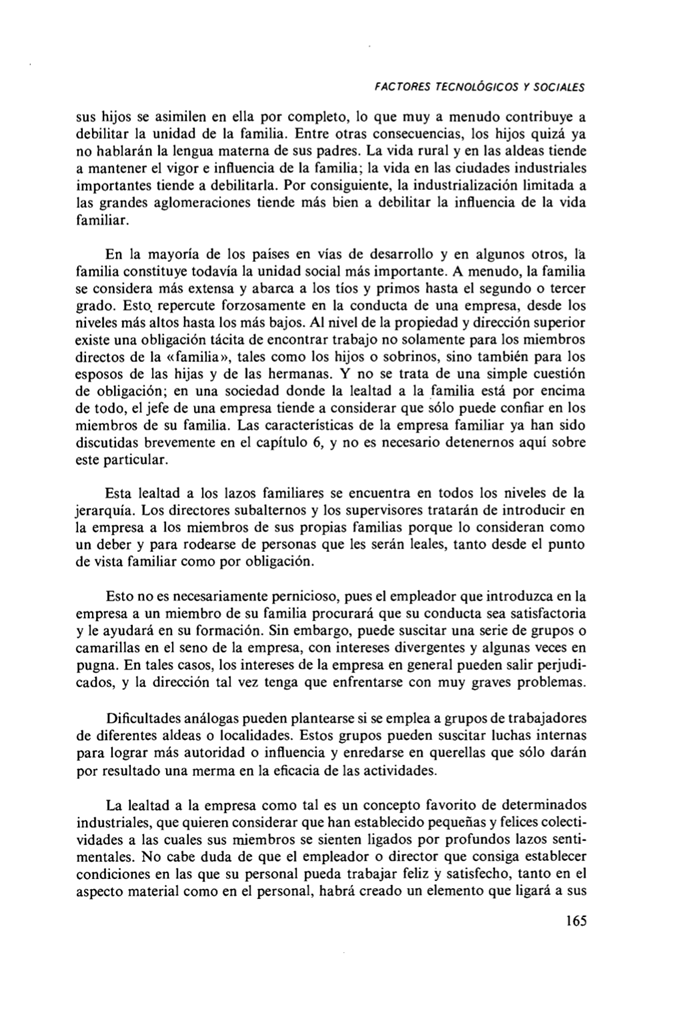 FACTORES TECNOLÓGICOS Y SOCIALES
sus hijos se asimilen en ella por completo, lo que muy a menudo contribuye a
debilitar la unidad de la familia. Entre otras consecuencias, los hijos quizá ya
no hablarán la lengua materna de sus padres. La vida rural y en las aldeas tiende
a mantener el vigor e influencia de la familia; la vida en las ciudades industriales
importantes tiende a debilitarla. Por consiguiente, la industrialización limitada a
las grandes aglomeraciones tiende más bien a debilitar la influencia de la vida
familiar.
En la mayoría de los países en vías de desarrollo y en algunos otros, la
familia constituye todavía la unidad social más importante. A menudo, la familia
se considera más extensa y abarca a los tíos y primos hasta el segundo o tercer
grado. Esto repercute forzosamente en la conducta de una empresa, desde los
niveles más altos hasta los más bajos. Al nivel de la propiedad y dirección superior
existe una obligación tácita de encontrar trabajo no solamente para los miembros
directos de la «familia», tales como los hijos o sobrinos, sino también para los
esposos de las hijas y de las hermanas. Y no se trata de una simple cuestión
de obligación; en una sociedad donde la lealtad a la familia está por encima
de todo, el jefe de una empresa tiende a considerar que sólo puede confiar en los
miembros de su familia. Las características de la empresa familiar ya han sido
discutidas brevemente en el capítulo 6, y no es necesario detenernos aquí sobre
este particular.
Esta lealtad a los lazos familiares se encuentra en todos los niveles de la
jerarquía. Los directores subalternos y los supervisores tratarán de introducir en
la empresa a los miembros de sus propias familias porque lo consideran como
un deber y para rodearse de personas que les serán leales, tanto desde el punto
de vista familiar como por obligación.
Esto no es necesariamente pernicioso, pues el empleador que introduzca en la
empresa a un miembro de su familia procurará que su conducta sea satisfactoria
y le ayudará en su formación. Sin embargo, puede suscitar una serie de grupos o
camarillas en el seno de la empresa, con intereses divergentes y algunas veces en
pugna. En tales casos, los intereses de la empresa en general pueden salir perjudi-
cados, y la dirección tal vez tenga que enfrentarse con muy graves problemas.
Dificultades análogas pueden plantearse si se emplea a grupos de trabajadores
de diferentes aldeas o localidades. Estos grupos pueden suscitar luchas internas
para lograr más autoridad o influencia y enredarse en querellas que sólo darán
por resultado una merma en la eficacia de las actividades.
La lealtad a la empresa como tal es un concepto favorito de determinados
industriales, que quieren considerar que han establecido pequeñas y felices colecti-
vidades a las cuales sus miembros se sienten ligados por profundos lazos senti-
mentales. No cabe duda de que el empleador o director que consiga establecer
condiciones en las que su personal pueda trabajar feliz y satisfecho, tanto en el
aspecto material como en el personal, habrá creado un elemento que ligará a sus
165